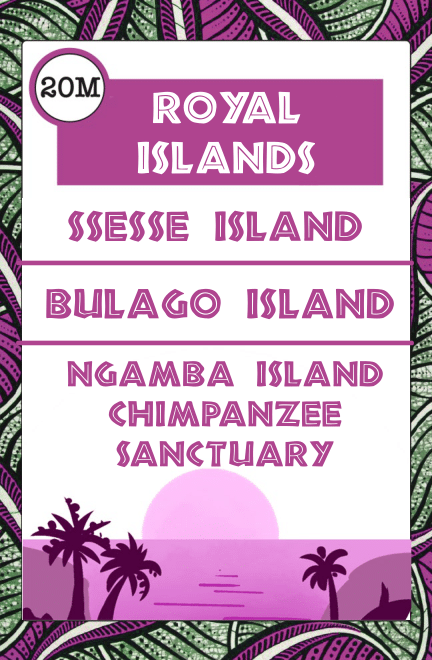 20M
ROYAL
ISLANDS
SSESSE ISLAND
BULAGO ISLAND
NGAMBA ISLAND
CHIMPANZEE
SANCTUARY